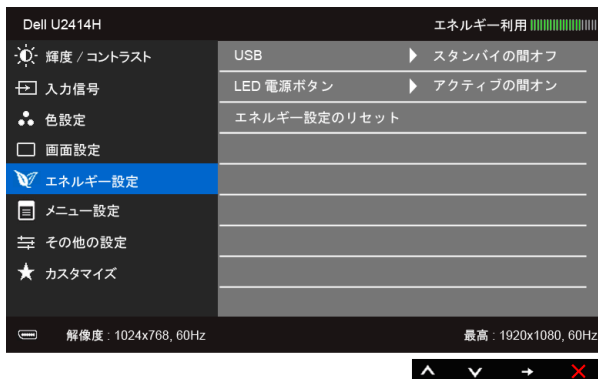 Dell U2414H
エネルギー利用
輝度 / コントラスト
入力信号
色設定
画面設定
エネルギー設定
メニュー設定
その他の設定
カスタマイズ
USB
スタンバイの間オフ
LED 電源ボタン
アクティブの間オン
エネルギー設定のリセット
解像度 : 1024x768, 60Hz
最高 : 1920x1080, 60Hz